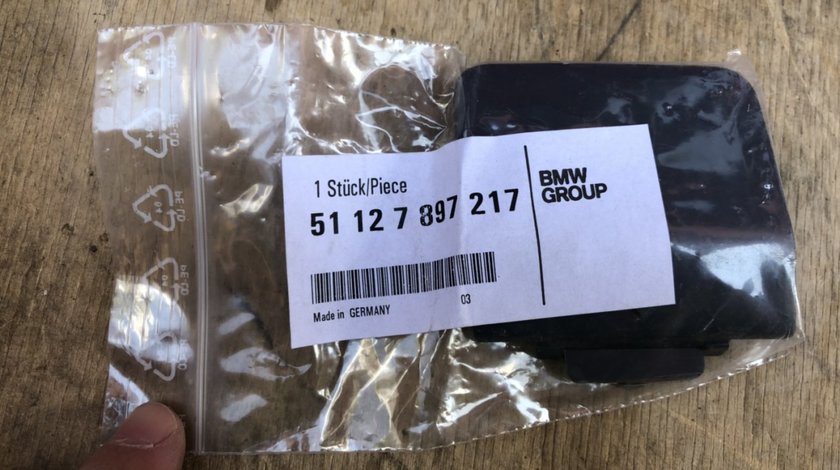 1 Stück/Piece
51 12 7 897 217
Made in GERMANY
03
BMW
GROUP